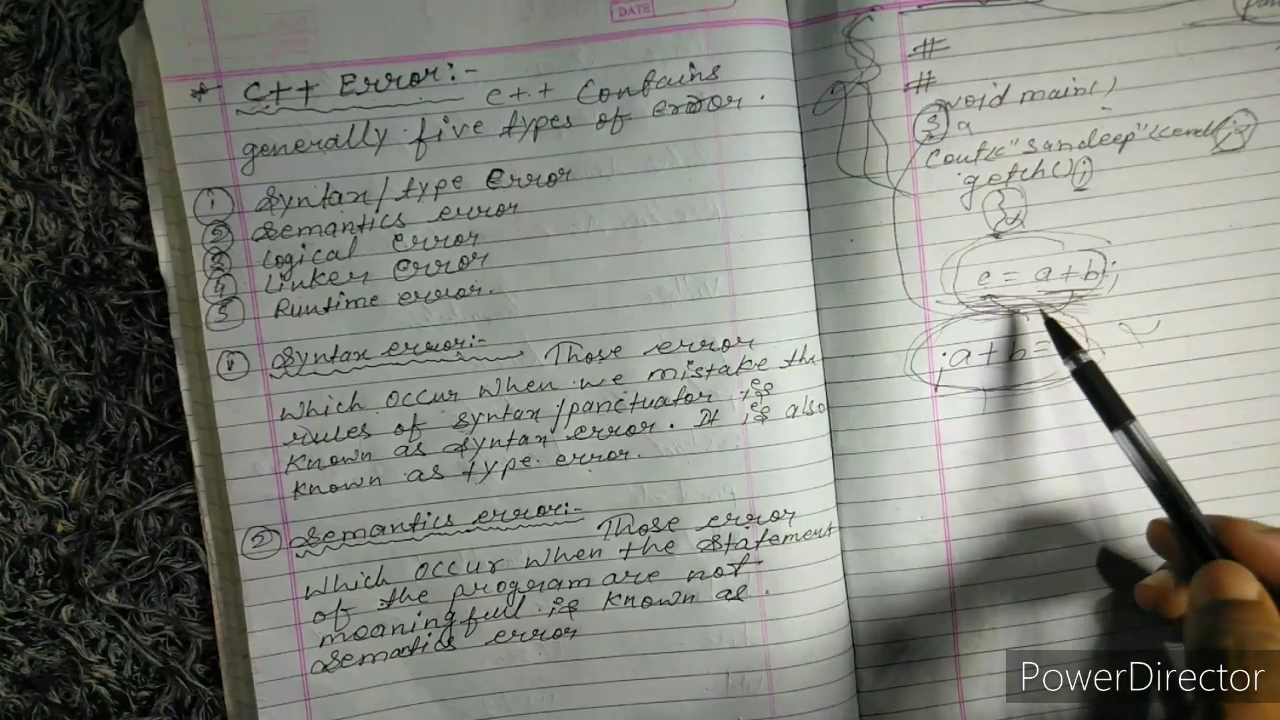 DATE
* C++ Error:-
C++ Contains
generally five types of error.
① Syntax/type Error
② Semantics error
③ Logical error
④ Linker Error
⑤ Runtime error.
① Syntax error:- Those error
which occur when we mistake the
rules of syntax/panctuator is
known as syntax error. It is also
known as type error.
② Semantics error:- Those error
which occur when the statement
of the program are not
meaningfull is known as.
Semantics error
#
#
void main()
{
cout<<"sandeep"<<endl;
getch();
}
c = a+b;
;a+b=
PowerDirector